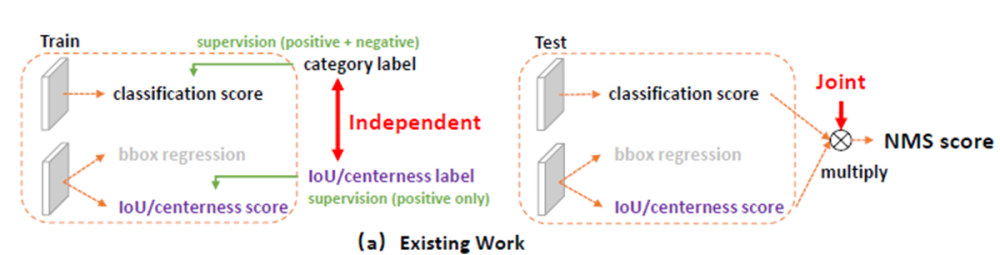 Train
supervision (positive + negative)
category label
classification score
Independent
bbox regression
IoU/centerness label
supervision (positive only)
IoU/centerness score
Test
classification score
Joint
NMS score
multiply
bbox regression
IoU/centerness score
(a) Existing Work